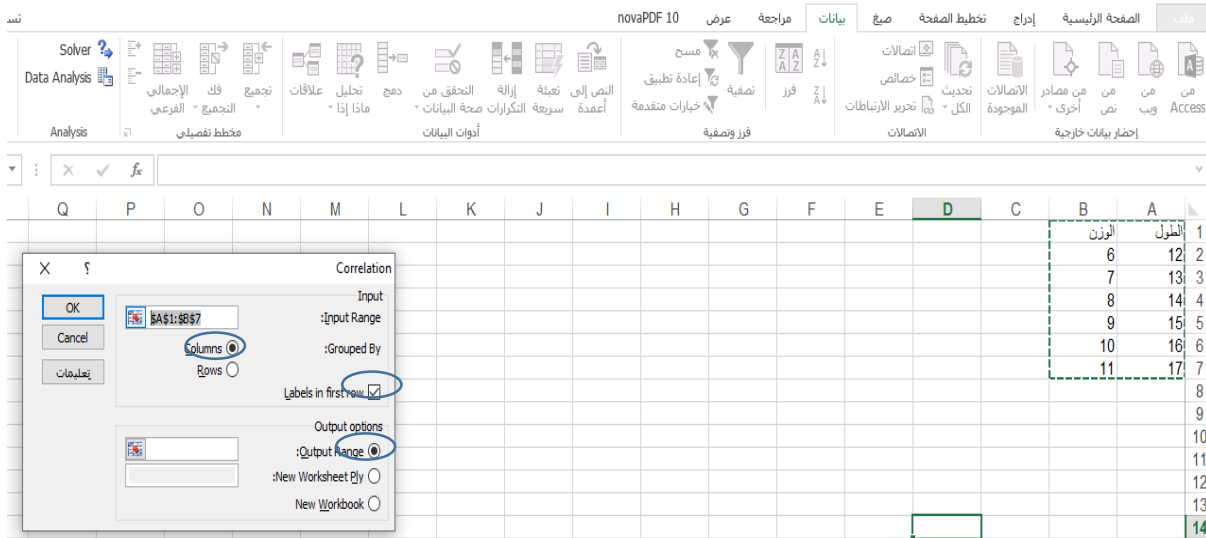 ملف الصفحة الرئيسية إدراج تخطيط الصفحة صيغ بيانات مراجعة عرض novaPDF 10 تسـ
من Access
من ويب
من نص
من مصادر أخرى
الاتصالات الموجودة
إحضار بيانات خارجية
تحديث الكل
اتصالات
خصائص
تحرير الارتباطات
الاتصالات
فرز
تصفية
مسح
إعادة تطبيق
خيارات متقدمة
فرز وتصفية
النص إلى أعمدة
تعبئة سريعة
إزالة التكرارات
التحقق من صحة البيانات
دمج
تحليل ماذا إذا
علاقات
أدوات البيانات
تجميع
فك التجميع
الإجمالي الفرعي
مخطط تفصيلي
Solver
Data Analysis
Analysis
fx
A B C D E F G H I J K L M N O P Q
1 الطول الوزن
2 12 6
3 13 7
4 14 8
5 15 9
6 16 10
7 17 11
8
9
10
11
12
13
14
Correlation ؟ X
Input
Input Range: $A$1:$B$7
Grouped By: Columns
Rows
Labels in first row
Output options
Output Range:
New Worksheet Ply:
New Workbook
OK
Cancel
تعليمات